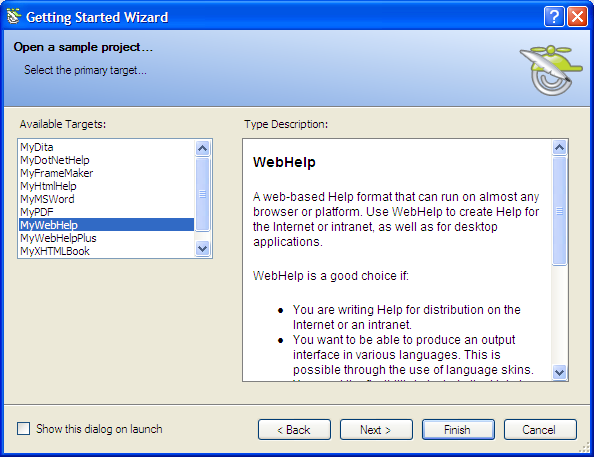 Getting Started Wizard
Open a sample project...
Select the primary target...
Available Targets:
MyDita
MyDotNetHelp
MyFrameMaker
MyHtmlHelp
MyMSWord
MyPDF
MyWebHelp
MyWebHelpPlus
MyXHTMLBook
Type Description:
WebHelp
A web-based Help format that can run on almost any
browser or platform. Use WebHelp to create Help for
the Internet or intranet, as well as for desktop
applications.
WebHelp is a good choice if:
● You are writing Help for distribution on the
Internet or an intranet.
● You want to be able to produce an output
interface in various languages. This is
possible through the use of language skins.
Show this dialog on launch
< Back
Next >
Finish
Cancel